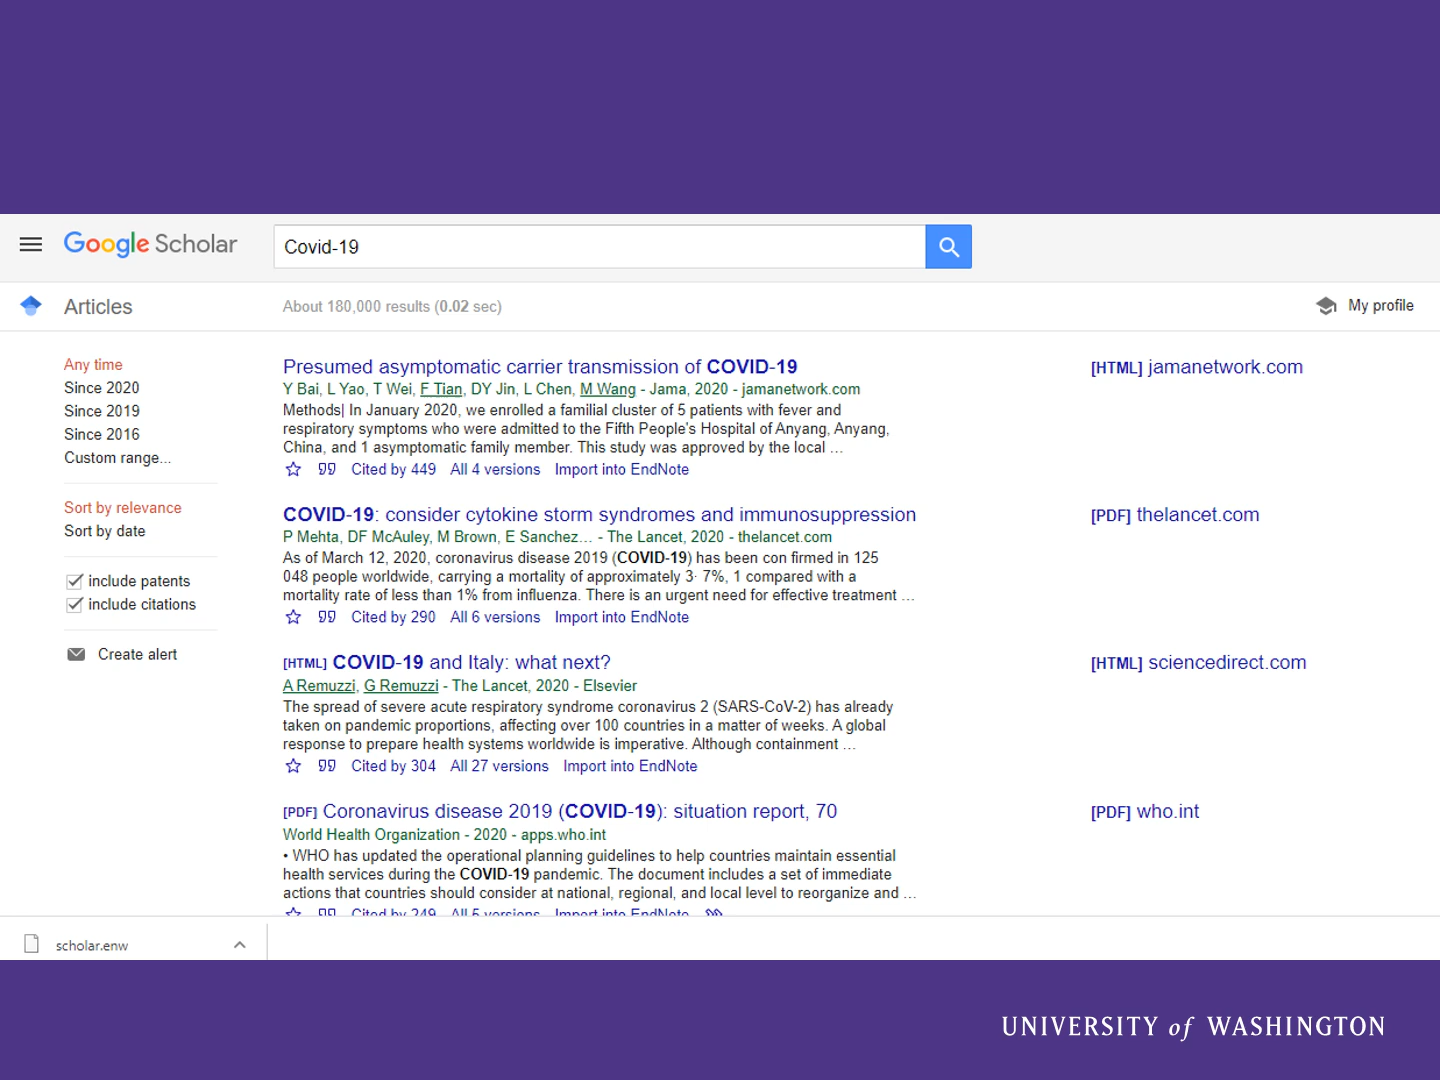 Google Scholar
Covid-19
Articles
About 180,000 results (0.02 sec)
My profile
Any time
Since 2020
Since 2019
Since 2016
Custom range...
Sort by relevance
Sort by date
include patents
include citations
Create alert
Presumed asymptomatic carrier transmission of COVID-19
[HTML] jamanetwork.com
Y Bai, L Yao, T Wei, F Tian, DY Jin, L Chen, M Wang - Jama, 2020 - jamanetwork.com
Methods| In January 2020, we enrolled a familial cluster of 5 patients with fever and
respiratory symptoms who were admitted to the Fifth People's Hospital of Anyang, Anyang,
China, and 1 asymptomatic family member. This study was approved by the local …
Cited by 449 All 4 versions Import into EndNote
COVID-19: consider cytokine storm syndromes and immunosuppression
[PDF] thelancet.com
P Mehta, DF McAuley, M Brown, E Sanchez… - The Lancet, 2020 - thelancet.com
As of March 12, 2020, coronavirus disease 2019 (COVID-19) has been con firmed in 125
048 people worldwide, carrying a mortality of approximately 3· 7%, 1 compared with a
mortality rate of less than 1% from influenza. There is an urgent need for effective treatment …
Cited by 290 All 6 versions Import into EndNote
[HTML] COVID-19 and Italy: what next?
[HTML] sciencedirect.com
A Remuzzi, G Remuzzi - The Lancet, 2020 - Elsevier
The spread of severe acute respiratory syndrome coronavirus 2 (SARS-CoV-2) has already
taken on pandemic proportions, affecting over 100 countries in a matter of weeks. A global
response to prepare health systems worldwide is imperative. Although containment …
Cited by 304 All 27 versions Import into EndNote
[PDF] Coronavirus disease 2019 (COVID-19): situation report, 70
[PDF] who.int
World Health Organization - 2020 - apps.who.int
• WHO has updated the operational planning guidelines to help countries maintain essential
health services during the COVID-19 pandemic. The document includes a set of immediate
actions that countries should consider at national, regional, and local level to reorganize and …
Cited by 249 All 5 versions Import into EndNote
scholar.enw
UNIVERSITY of WASHINGTON